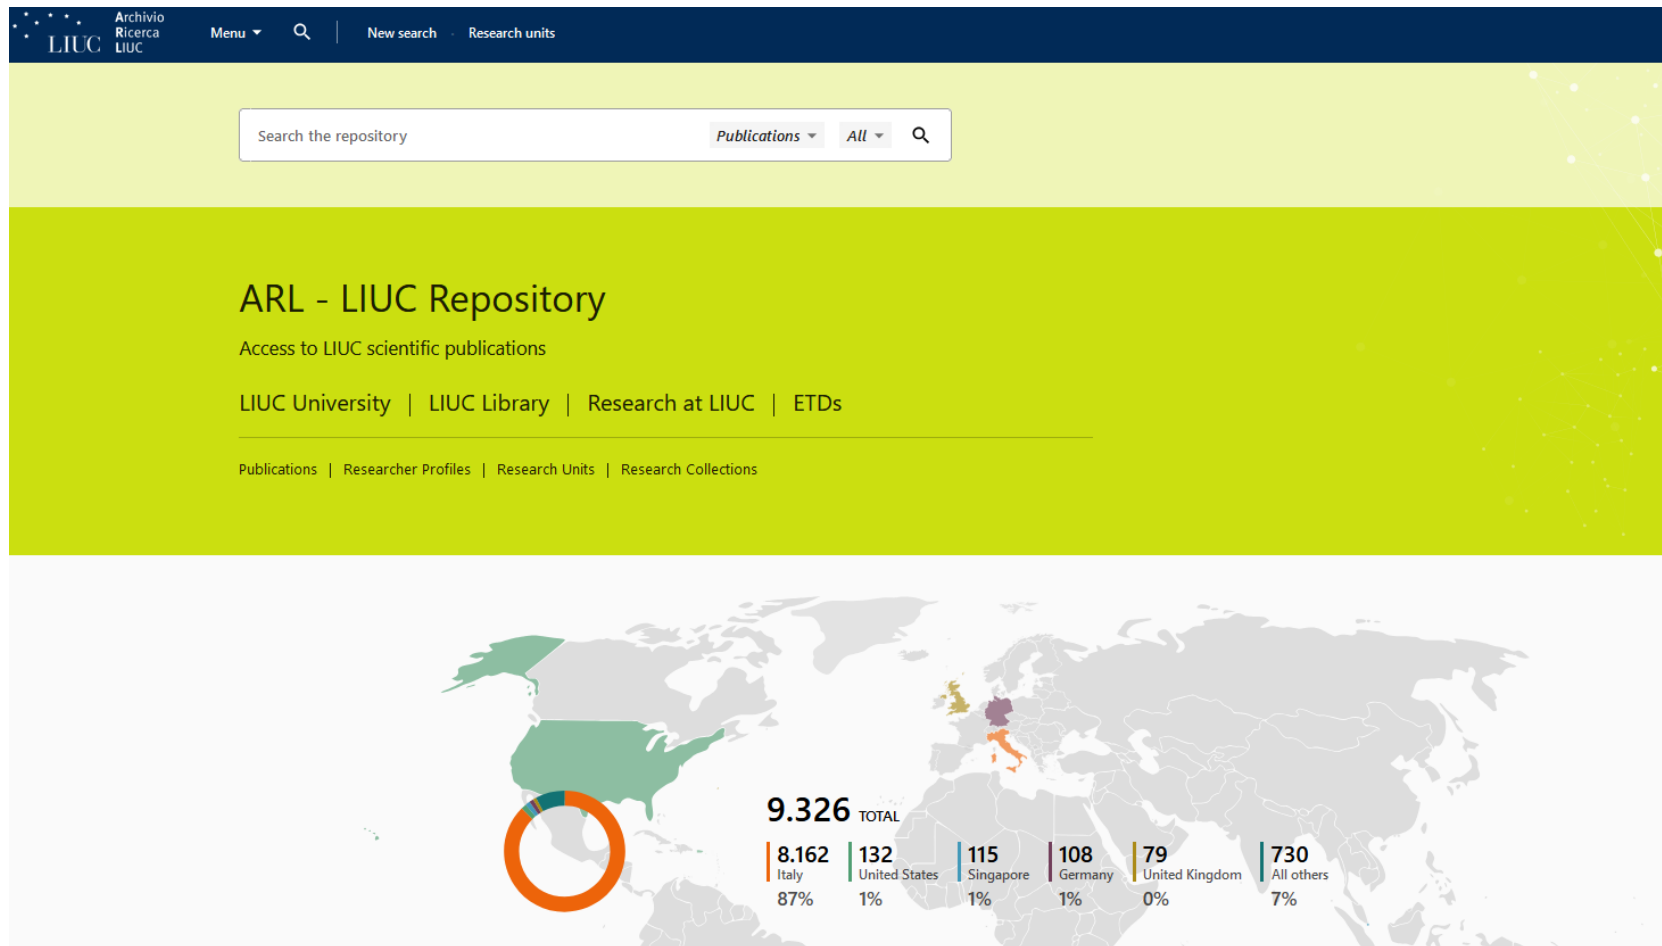 LIUC
Archivio
Ricerca
LIUC
Menu
New search
Research units
Search the repository
Publications
All
ARL - LIUC Repository
Access to LIUC scientific publications
LIUC University | LIUC Library | Research at LIUC | ETDs
Publications | Researcher Profiles | Research Units | Research Collections
9.326 TOTAL
8.162
Italy
87%
132
United States
1%
115
Singapore
1%
108
Germany
1%
79
United Kingdom
0%
730
All others
7%